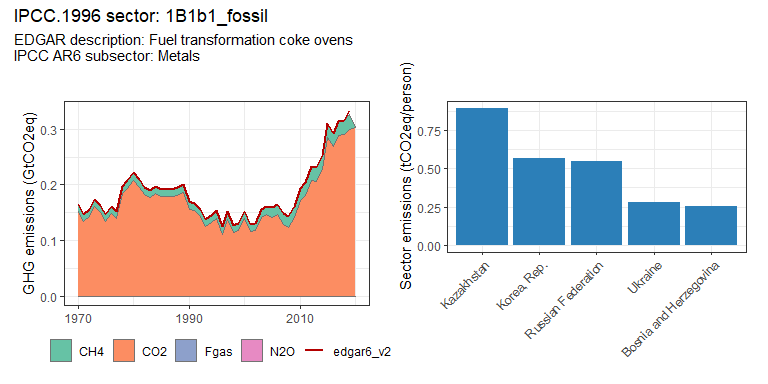 IPCC.1996 sector: 1B1b1_fossil
EDGAR description: Fuel transformation coke ovens
IPCC AR6 subsector: Metals
GHG emissions (GtCO2eq)
0.3
0.2
0.1
0.0
1970
1990
2010
CH4
CO2
Fgas
N2O
edgar6_v2
Sector emissions (tCO2eq/person)
0.75
0.50
0.25
0.00
Kazakhstan
Korea, Rep.
Russian Federation
Ukraine
Bosnia and Herzegovina